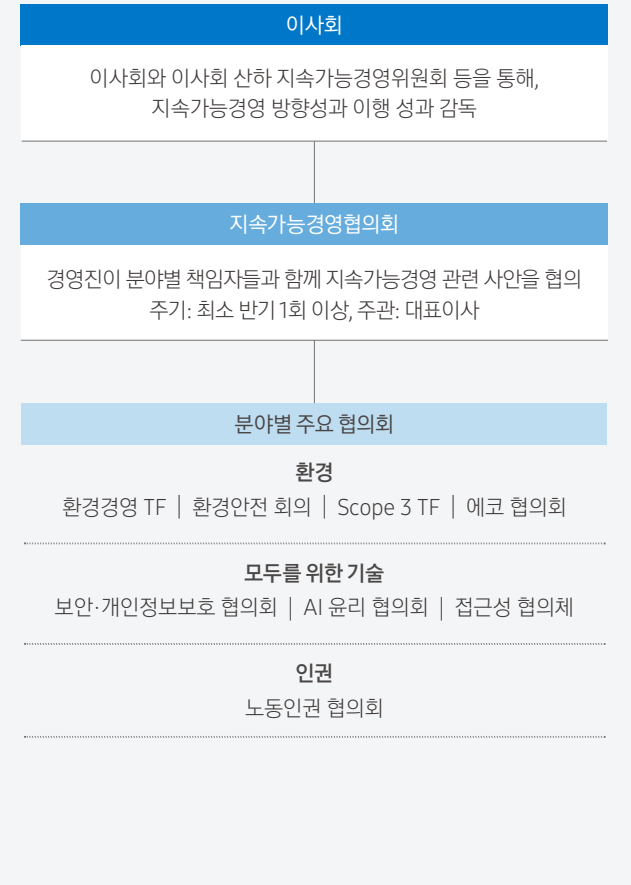 이사회
이사회와 이사회 산하 지속가능경영위원회 등을 통해,
지속가능경영 방향성과 이행 성과 감독
지속가능경영협의회
경영진이 분야별 책임자들과 함께 지속가능경영 관련 사안을 협의
주기: 최소 반기 1회 이상, 주관: 대표이사
분야별 주요 협의회
환경
환경경영 TF | 환경안전 회의 | Scope 3 TF | 에코 협의회
모두를 위한 기술
보안·개인정보보호 협의회 | AI 윤리 협의회 | 접근성 협의체
인권
노동인권 협의회